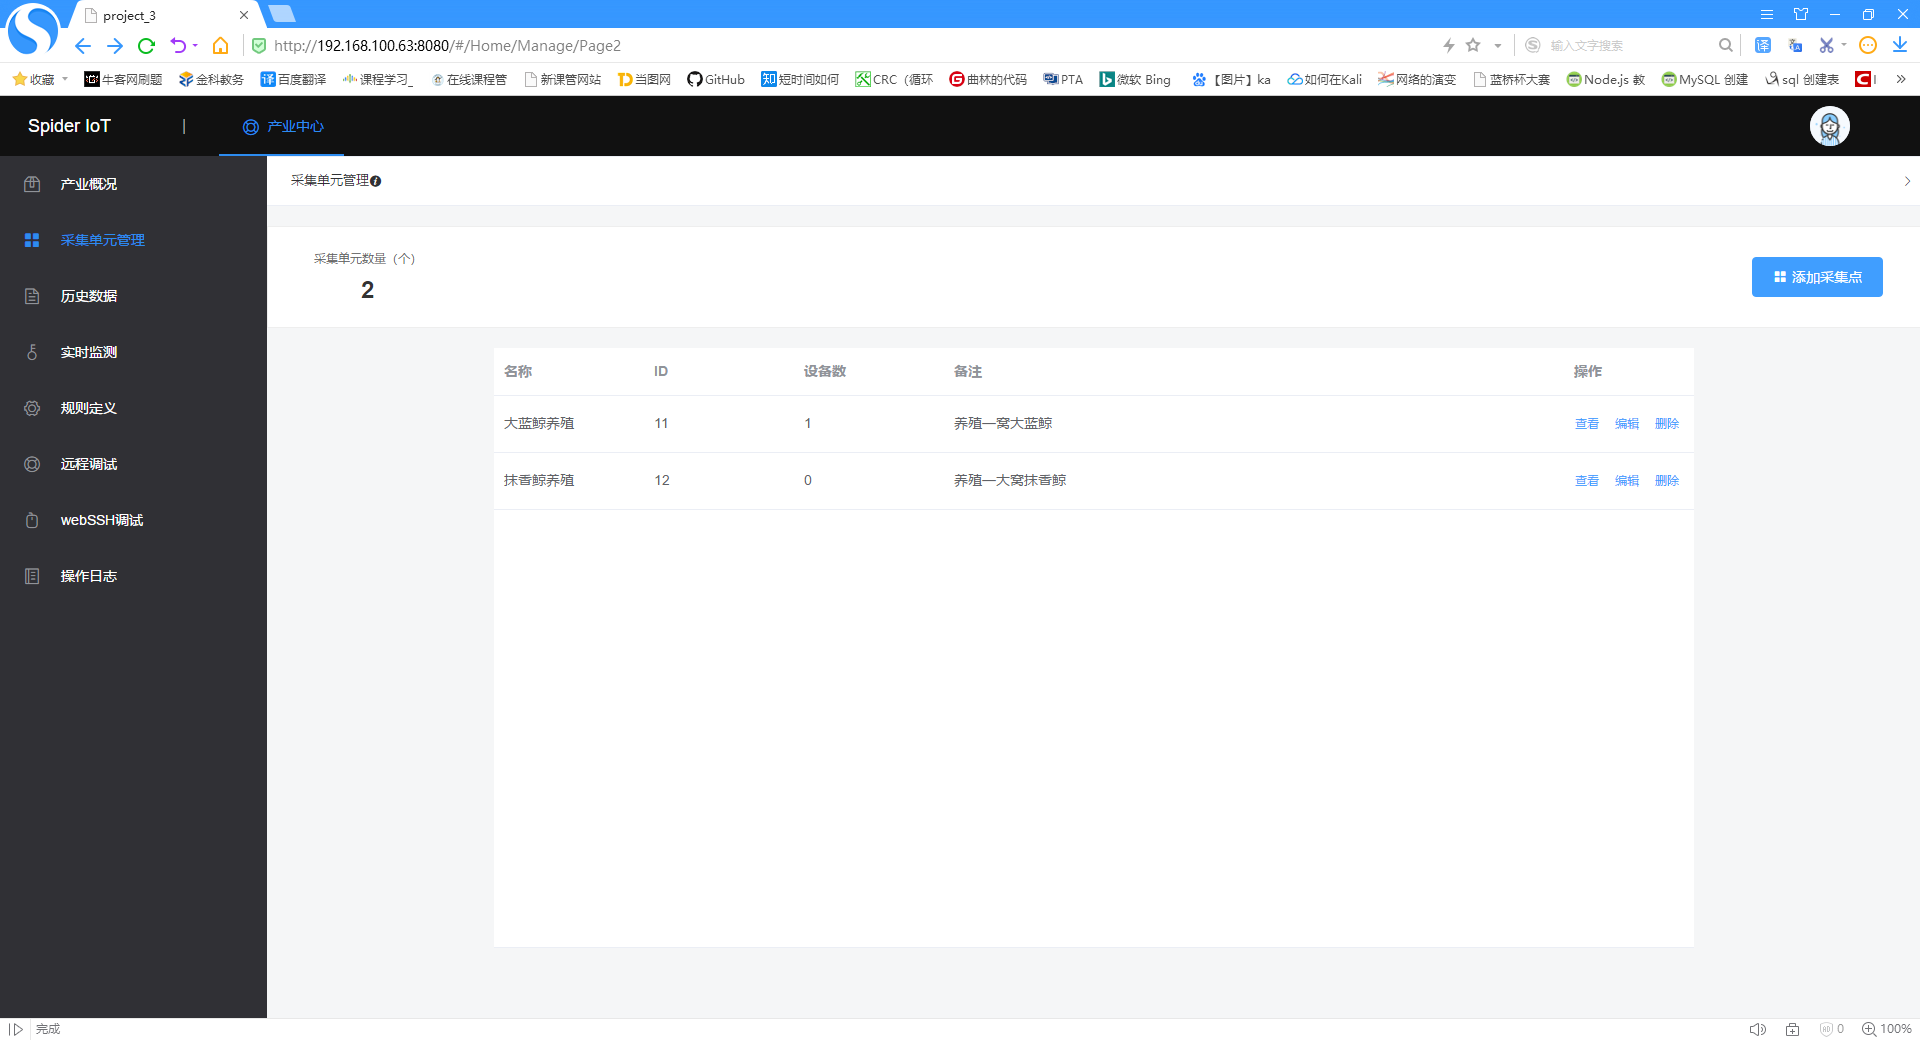 project_3
http://192.168.100.63:8080/#/Home/Manage/Page2
输入文字搜索
收藏 牛客网刷题 金科教务 百度翻译 课程学习_ 在线课程管 新课管网站 当图网 GitHub 短时间如何 CRC（循环 曲林的代码 PTA 微软 Bing 【图片】ka 如何在Kali 网络的演变 蓝桥杯大赛 Node.js 教 MySQL 创建 sql 创建表
Spider IoT | 产业中心
产业概况
采集单元管理
历史数据
实时监测
规则定义
远程调试
webSSH调试
操作日志
采集单元管理
采集单元数量（个）
2
添加采集点
名称 ID 设备数 备注 操作
大蓝鲸养殖 11 1 养殖一窝大蓝鲸 查看 编辑 删除
抹香鲸养殖 12 0 养殖一大窝抹香鲸 查看 编辑 删除
完成
0 100%